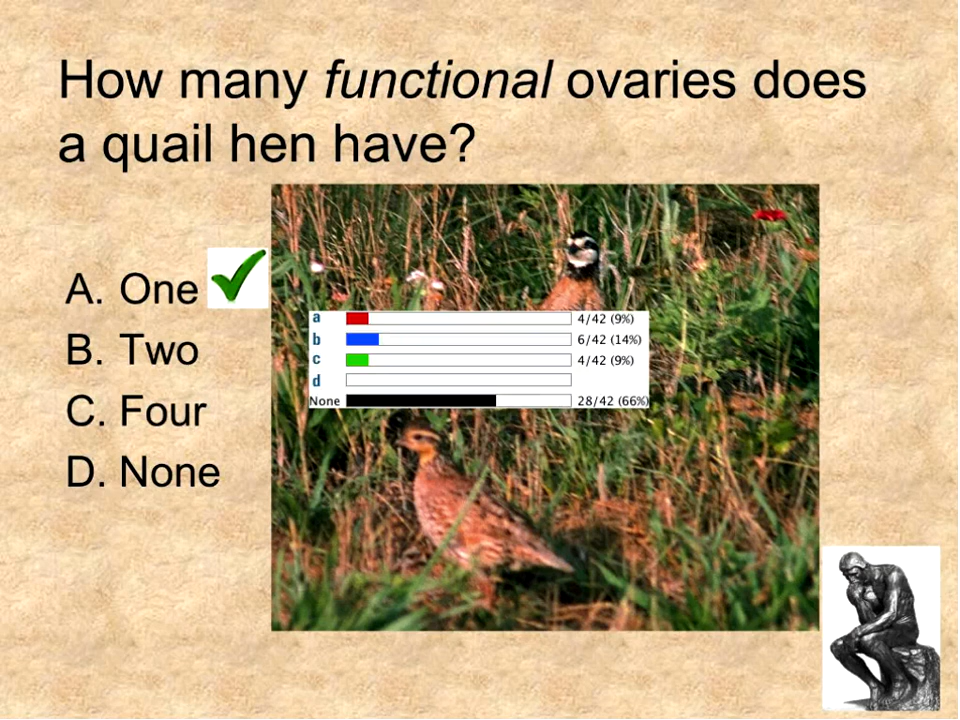 How many functional ovaries does
a quail hen have?
A. One
B. Two
C. Four
D. None
a 4/42 (9%)
b 6/42 (14%)
c 4/42 (9%)
d
None 28/42 (66%)